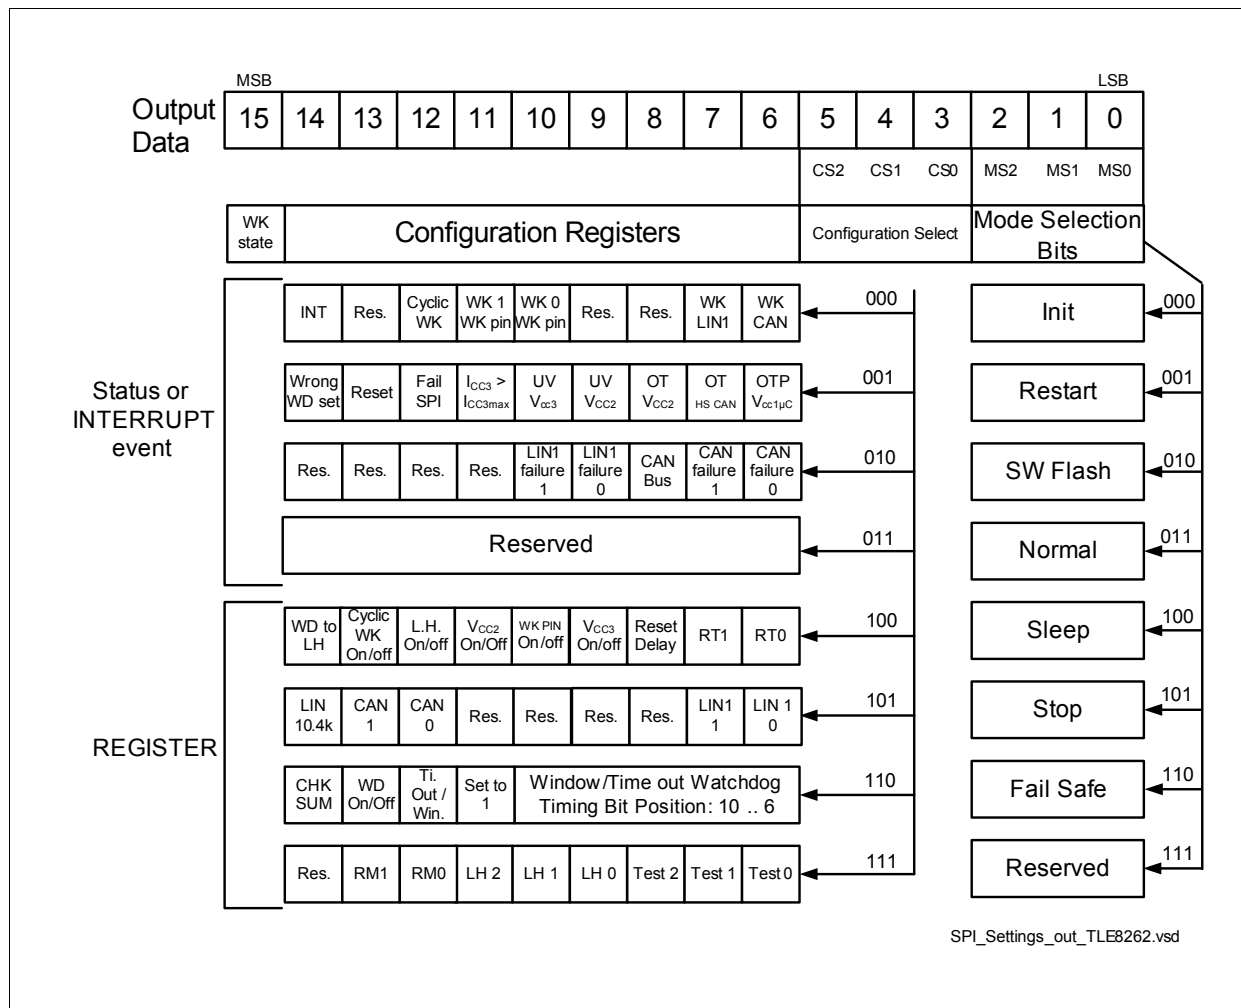 MSB LSB
Output Data 15 14 13 12 11 10 9 8 7 6 5 4 3 2 1 0
CS2 CS1 CS0 MS2 MS1 MS0
WK state Configuration Registers Configuration Select Mode Selection Bits
Status or INTERRUPT event
INT Res. Cyclic WK WK 1 WK pin WK 0 WK pin Res. Res. WK LIN1 WK CAN 000 Init 000
Wrong WD set Reset Fail SPI ICC3 > ICC3max UV Vcc3 UV VCC2 OT VCC2 OT HS CAN OTP Vcc1µC 001 Restart 001
Res. Res. Res. Res. LIN1 failure 1 LIN1 failure 0 CAN Bus CAN failure 1 CAN failure 0 010 SW Flash 010
Reserved 011 Normal 011
REGISTER
WD to LH Cyclic WK On/off L.H. On/off VCC2 On/Off WK PIN On/off VCC3 On/off Reset Delay RT1 RT0 100 Sleep 100
LIN 10.4k CAN 1 CAN 0 Res. Res. Res. Res. LIN1 1 LIN 1 0 101 Stop 101
CHK SUM WD On/Off Ti. Out / Win. Set to 1 Window/Time out Watchdog Timing Bit Position: 10 .. 6 110 Fail Safe 110
Res. RM1 RM0 LH 2 LH 1 LH 0 Test 2 Test 1 Test 0 111 Reserved 111
SPI_Settings_out_TLE8262.vsd